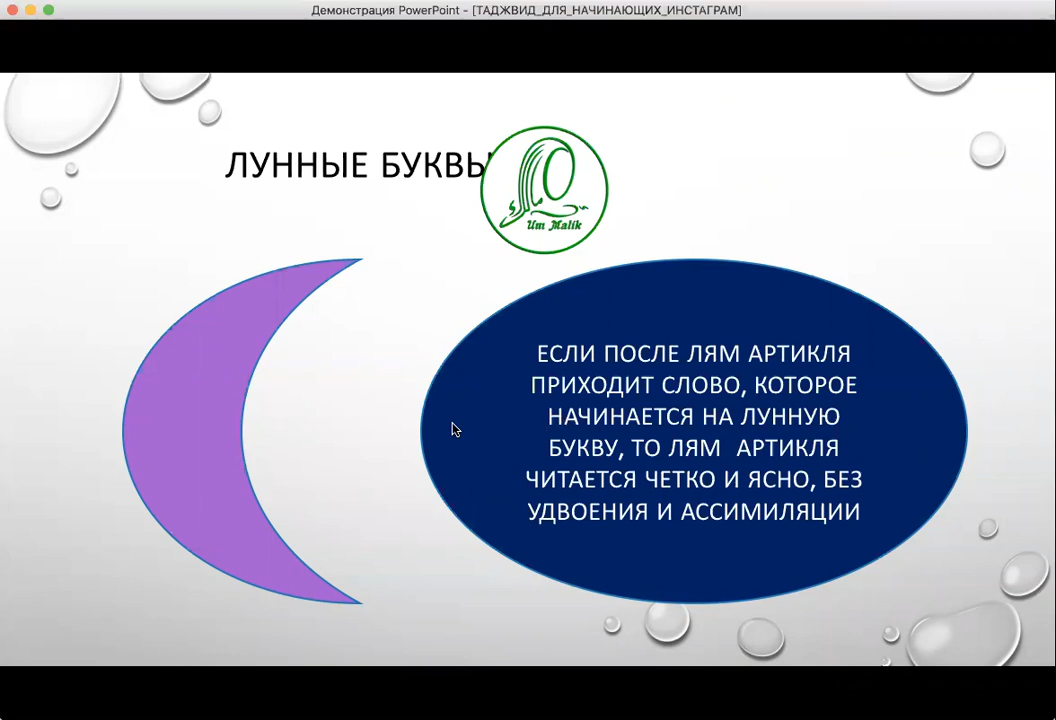 Демонстрация PowerPoint - [ТАДЖВИД_ДЛЯ_НАЧИНАЮЩИХ_ИНСТАГРАМ]
ЛУННЫЕ БУКВЫ
Um Malik
ЕСЛИ ПОСЛЕ ЛЯМ АРТИКЛЯ
ПРИХОДИТ СЛОВО, КОТОРОЕ
НАЧИНАЕТСЯ НА ЛУННУЮ
БУКВУ, ТО ЛЯМ АРТИКЛЯ
ЧИТАЕТСЯ ЧЕТКО И ЯСНО, БЕЗ
УДВОЕНИЯ И АССИМИЛЯЦИИ